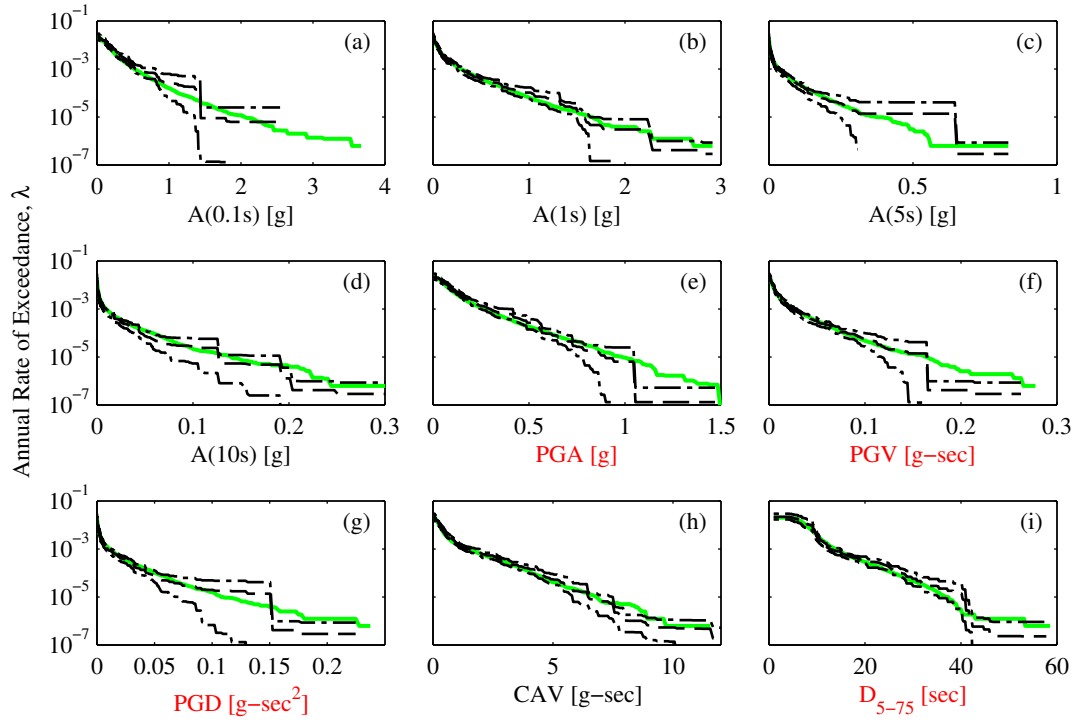 Annual Rate of Exceedance, λ
10^-1
10^-3
10^-5
10^-7
(a)
0 1 2 3 4
A(0.1s) [g]
(b)
0 1 2 3
A(1s) [g]
(c)
0 0.5 1
A(5s) [g]
10^-1
10^-3
10^-5
10^-7
(d)
0 0.1 0.2 0.3
A(10s) [g]
(e)
0 0.5 1 1.5
PGA [g]
(f)
0 0.1 0.2 0.3
PGV [g−sec]
10^-1
10^-3
10^-5
10^-7
(g)
0 0.05 0.1 0.15 0.2
PGD [g−sec²]
(h)
0 5 10
CAV [g−sec]
(i)
0 20 40 60
D₅₋₇₅ [sec]